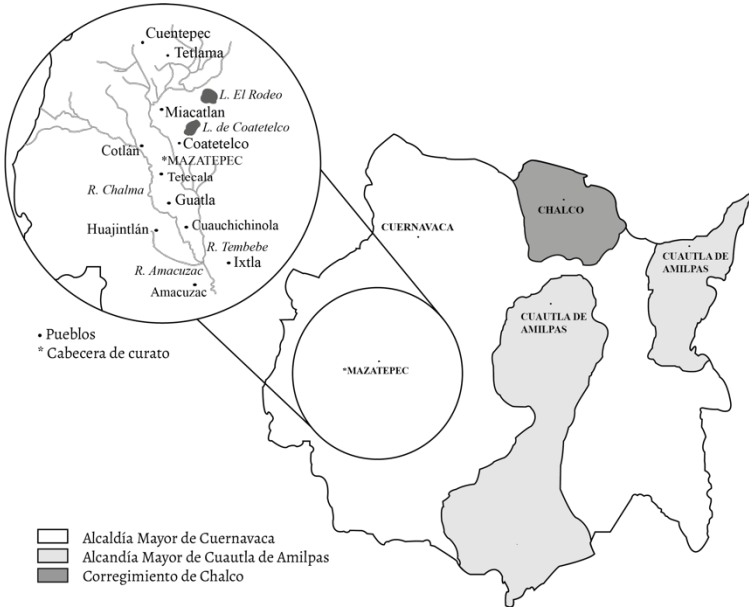 Cuentepec
Tetlama
L. El Rodeo
Miacatlan
L. de Coatetelco
Coatetelco
Cotlán
*MAZATEPEC
Tetecala
R. Chalma
Guatla
Huajintlán
Cuauchichinola
R. Tembebe
Ixtla
R. Amacuzac
Amacuzac
• Pueblos
* Cabecera de curato
CUERNAVACA
CHALCO
CUAUTLA DE
AMILPAS
CUAUTLA DE
AMILPAS
*MAZATEPEC
Alcaldía Mayor de Cuernavaca
Alcandía Mayor de Cuautla de Amilpas
Corregimiento de Chalco